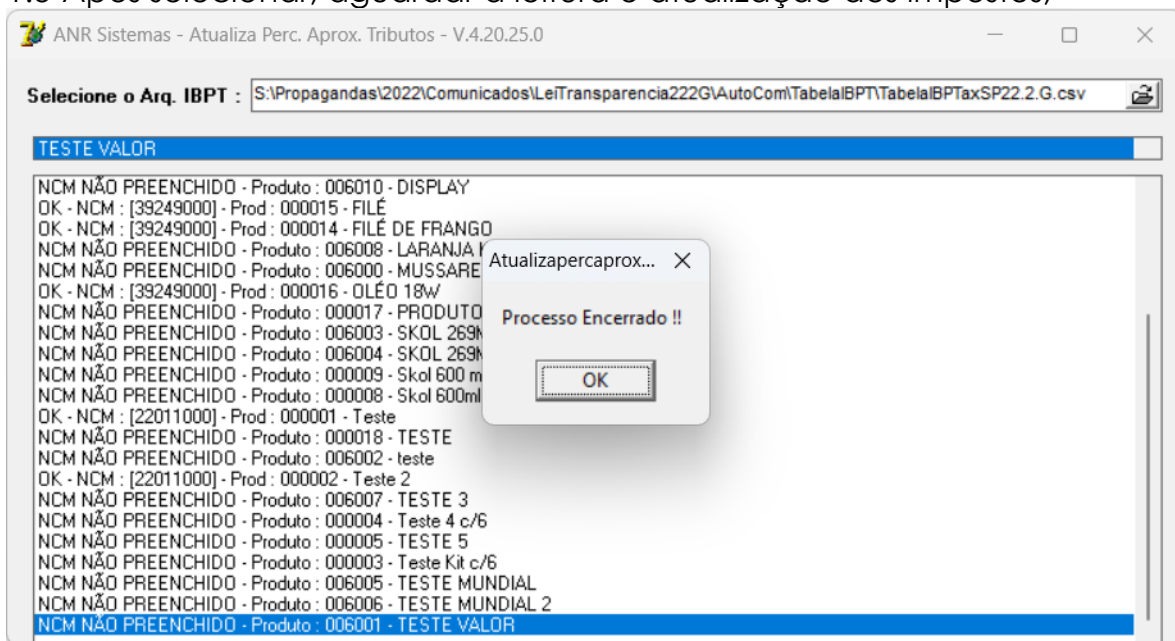 Após selecionar, aguardar a leitura e atualização dos impostos,
ANR Sistemas - Atualiza Perc. Aprox. Tributos - V.4.20.25.0
Selecione o Arq. IBPT : S:\Propagandas\2022\Comunicados\LeiTransparencia222G\AutoCom\TabelaIBPT\TabelaIBPTaxSP22.2.G.csv
TESTE VALOR
NCM NÃO PREENCHIDO - Produto : 006010 - DISPLAY
OK - NCM : [39249000] - Prod : 000015 - FILÉ
OK - NCM : [39249000] - Prod : 000014 - FILÉ DE FRANGO
NCM NÃO PREENCHIDO - Produto : 006008 - LARANJA
NCM NÃO PREENCHIDO - Produto : 006000 - MUSSARE
OK - NCM : [39249000] - Prod : 000016 - OLÉO 18W
NCM NÃO PREENCHIDO - Produto : 000017 - PRODUTO
NCM NÃO PREENCHIDO - Produto : 006003 - SKOL 269
NCM NÃO PREENCHIDO - Produto : 006004 - SKOL 269
NCM NÃO PREENCHIDO - Produto : 000009 - Skol 600 m
NCM NÃO PREENCHIDO - Produto : 000008 - Skol 600ml
OK - NCM : [22011000] - Prod : 000001 - Teste
NCM NÃO PREENCHIDO - Produto : 000018 - TESTE
NCM NÃO PREENCHIDO - Produto : 006002 - teste
OK - NCM : [22011000] - Prod : 000002 - Teste 2
NCM NÃO PREENCHIDO - Produto : 006007 - TESTE 3
NCM NÃO PREENCHIDO - Produto : 000004 - Teste 4 c/6
NCM NÃO PREENCHIDO - Produto : 000005 - TESTE 5
NCM NÃO PREENCHIDO - Produto : 000003 - Teste Kit c/6
NCM NÃO PREENCHIDO - Produto : 006005 - TESTE MUNDIAL
NCM NÃO PREENCHIDO - Produto : 006006 - TESTE MUNDIAL 2
NCM NÃO PREENCHIDO - Produto : 006001 - TESTE VALOR
Atualizapercaprox...
Processo Encerrado !!
OK